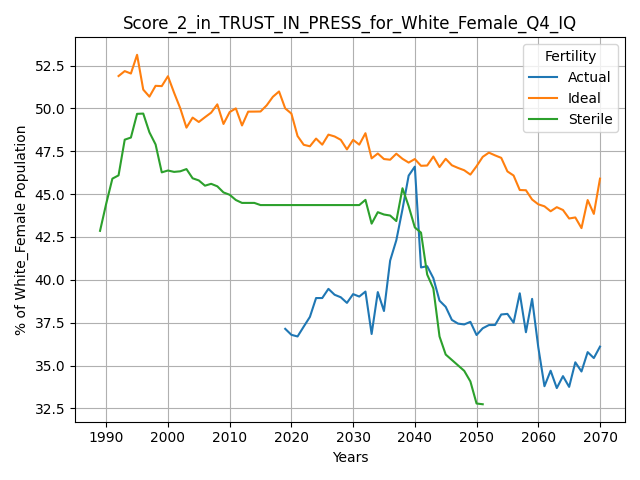 Score_2_in_TRUST_IN_PRESS_for_White_Female_Q4_IQ
% of White_Female Population
52.5
50.0
47.5
45.0
42.5
40.0
37.5
35.0
32.5
Fertility
Actual
Ideal
Sterile
1990 2000 2010 2020 2030 2040 2050 2060 2070
Years